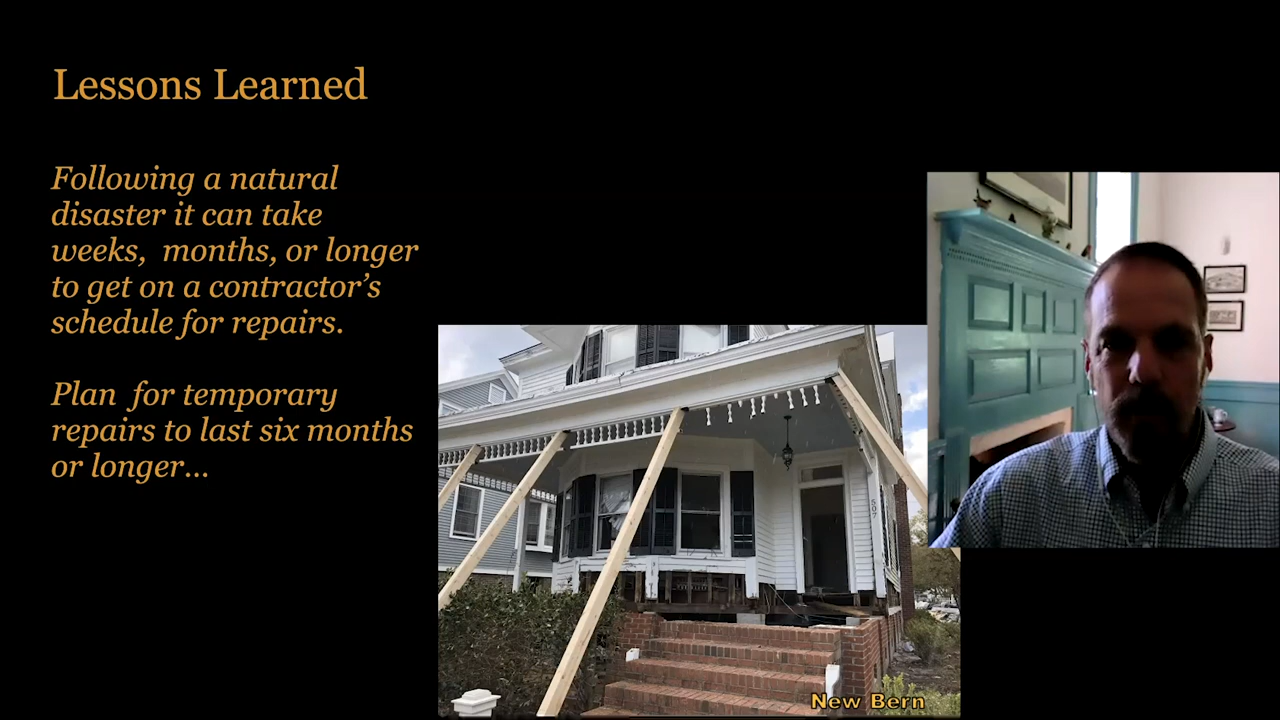 Lessons Learned
Following a natural
disaster it can take
weeks,  months, or longer
to get on a contractor's
schedule for repairs.
Plan  for temporary
repairs to last six months
or longer...
507
New Bern